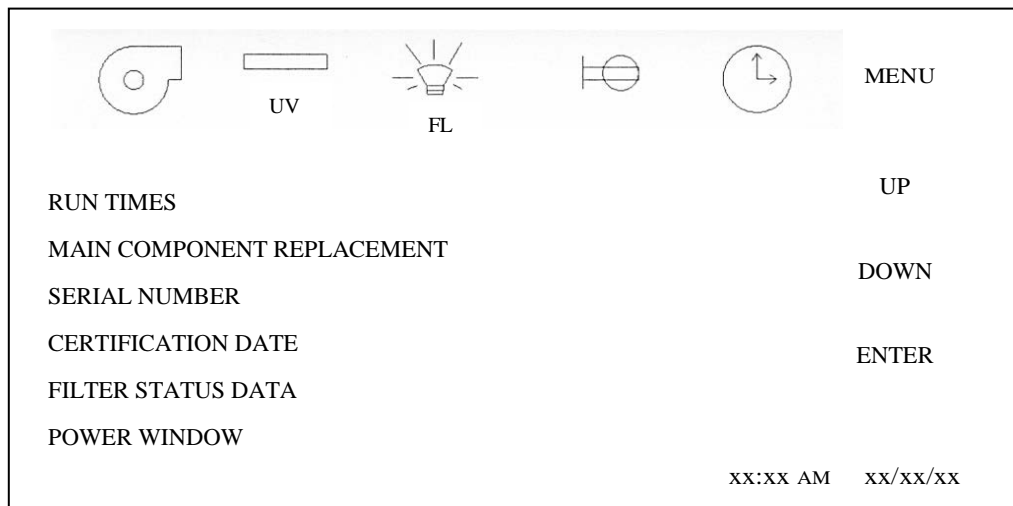 MENU
UV
FL
UP
RUN TIMES
MAIN COMPONENT REPLACEMENT
DOWN
SERIAL NUMBER
CERTIFICATION DATE
ENTER
FILTER STATUS DATA
POWER WINDOW
xx:xx AM xx/xx/xx